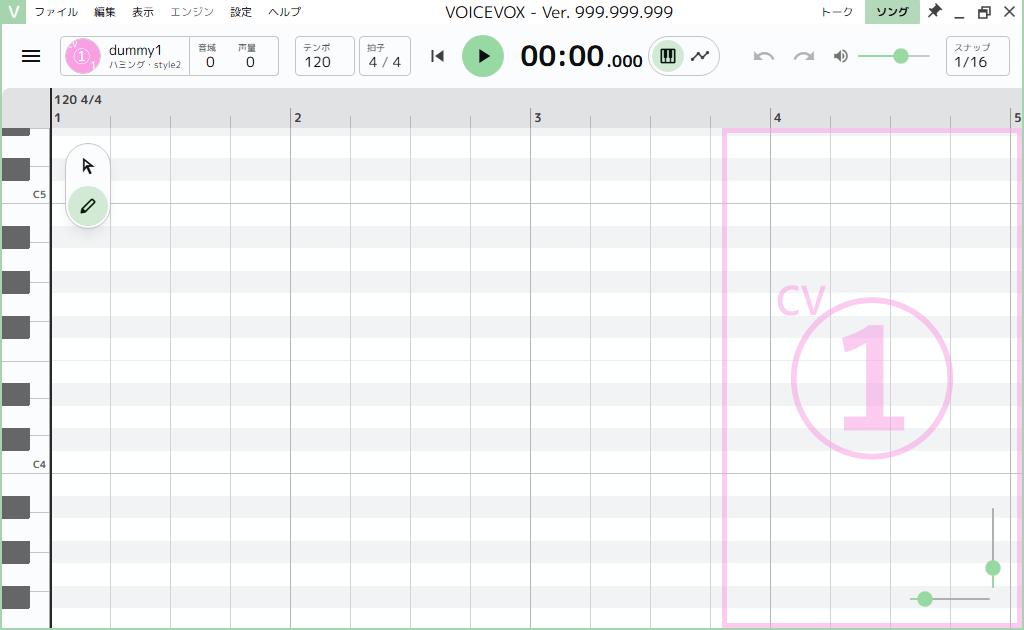 V ファイル 編集 表示 エンジン 設定 ヘルプ VOICEVOX - Ver. 999.999.999 トーク ソング
CV ① 1 dummy1 ハミング・style2
音域 0
声量 0
テンポ 120
拍子 4 / 4
00:00.000
スナップ 1/16
120 4/4
1 2 3 4 5
C5
CV
①
C4